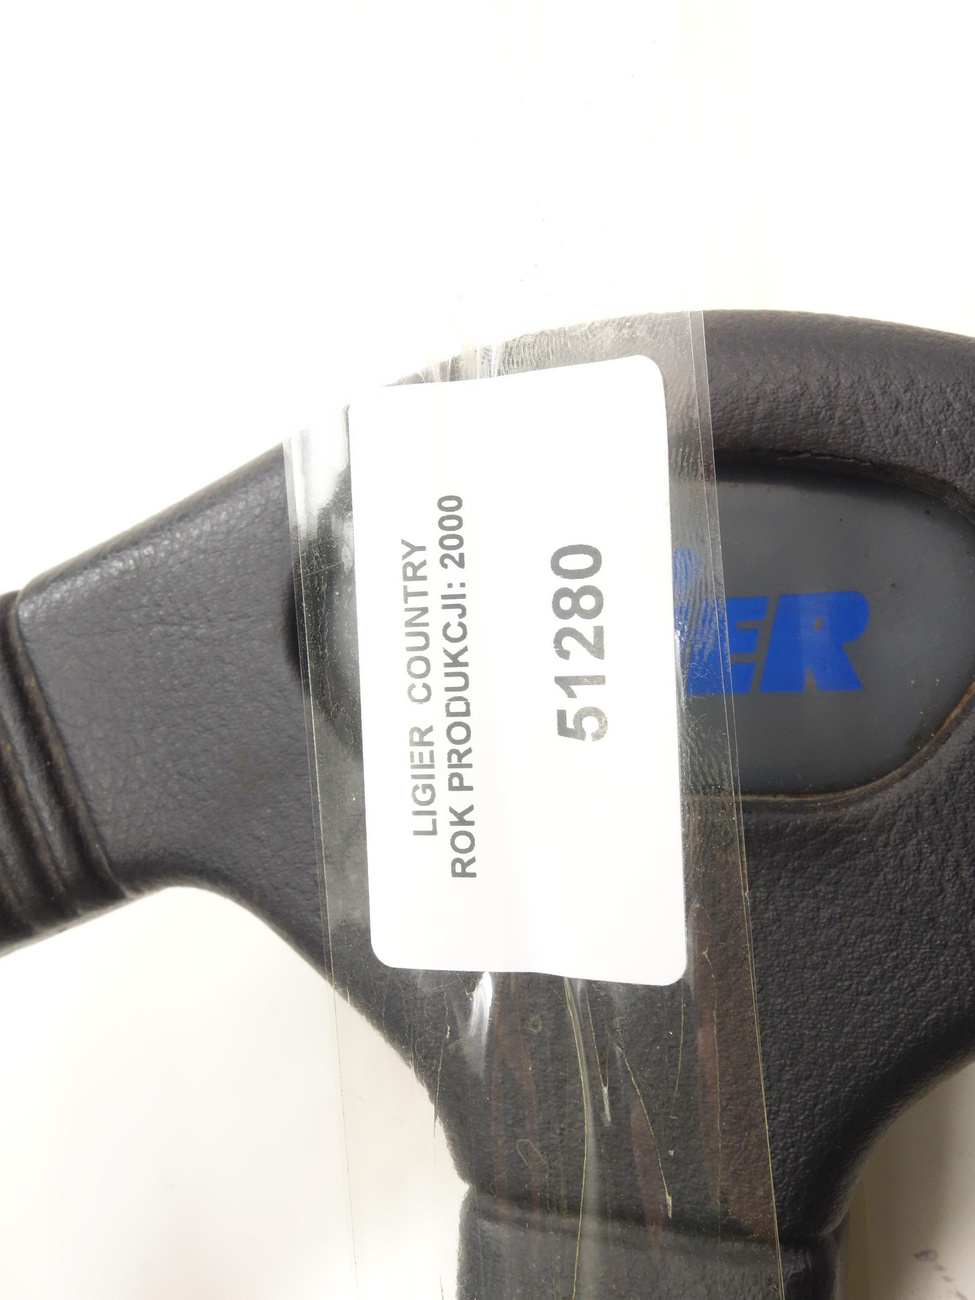 LIGIER COUNTRY
ROK PRODUKCJI: 2000
51280
ER